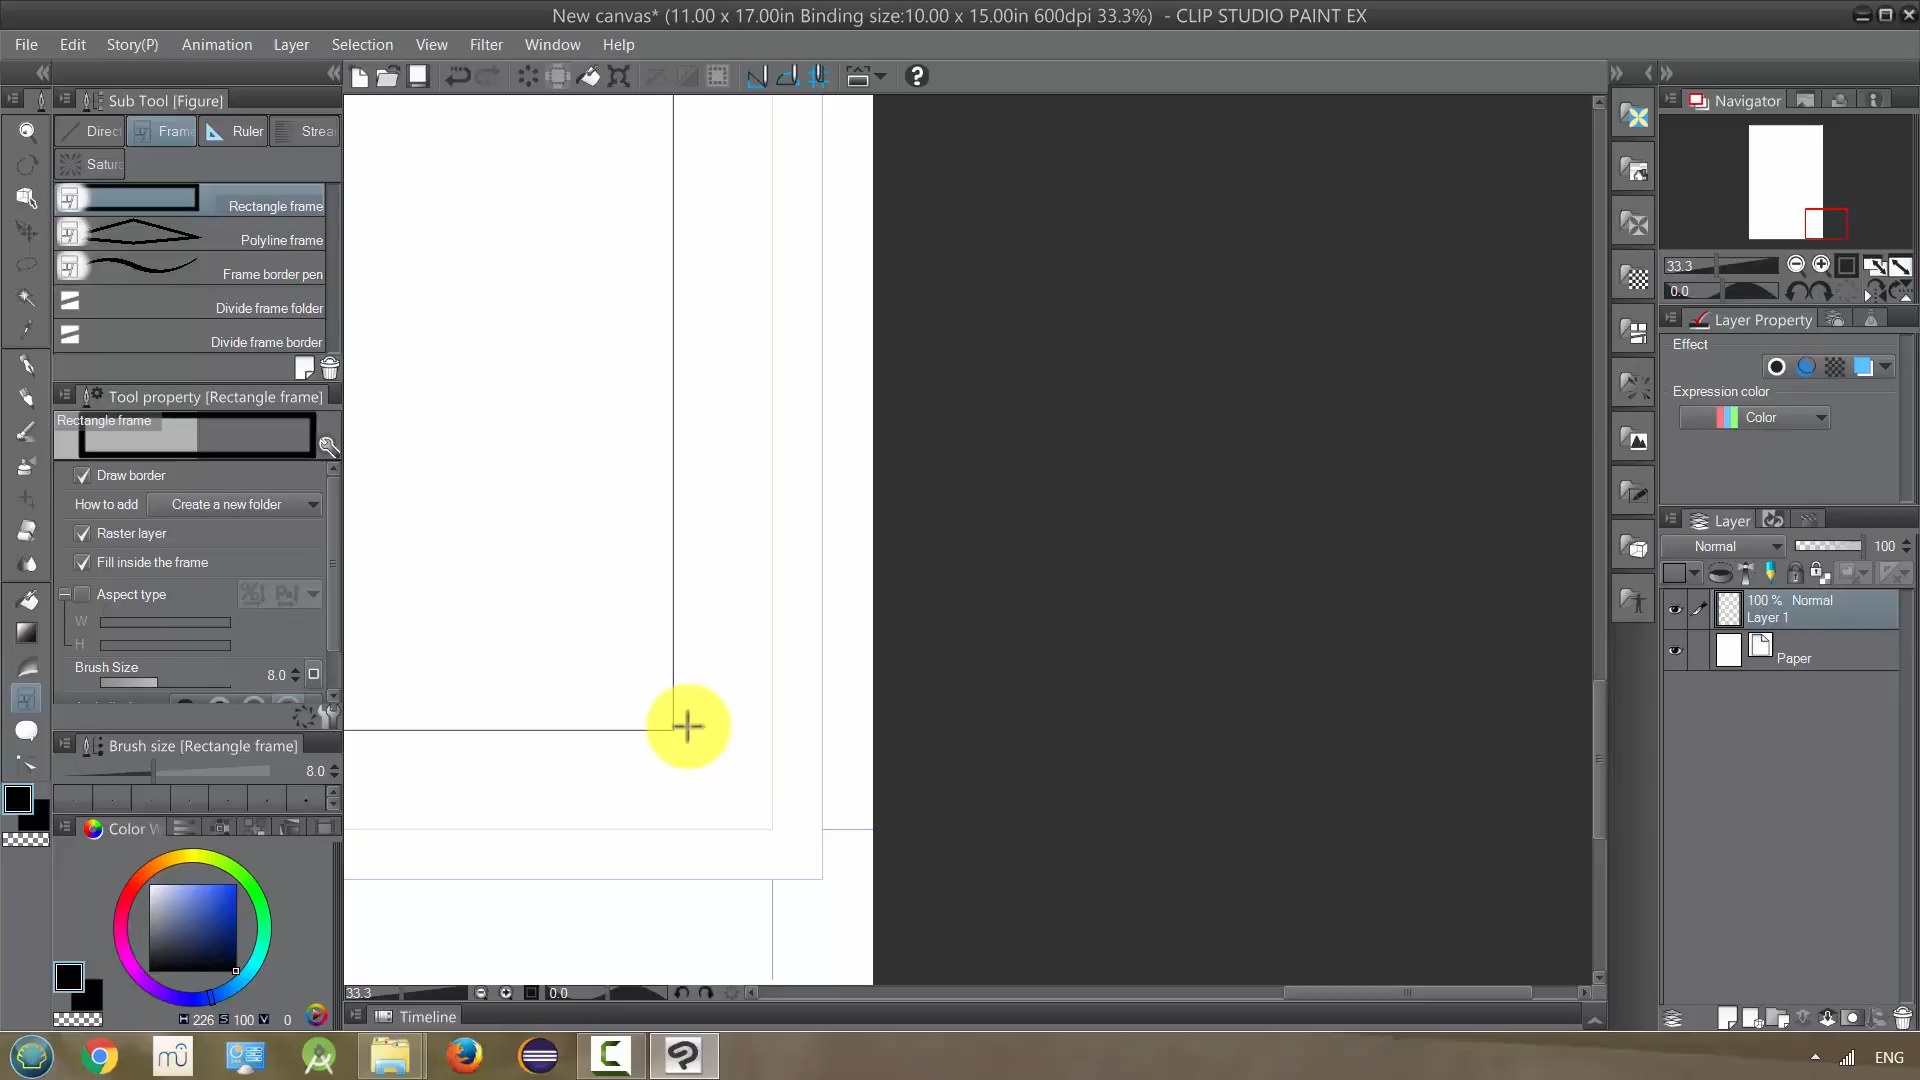 New canvas* (11.00 x 17.00in Binding size:10.00 x 15.00in 600dpi 33.3%) - CLIP STUDIO PAINT EX
File Edit Story(P) Animation Layer Selection View Filter Window Help
Sub Tool [Figure]
Direc Frame Ruler Strea
Satura
Rectangle frame
Polyline frame
Frame border pen
Divide frame folder
Divide frame border
Tool property [Rectangle frame]
Rectangle frame
Draw border
How to add Create a new folder
Raster layer
Fill inside the frame
Aspect type
W
H
Brush Size 8.0
Brush size [Rectangle frame]
8.0
Color W
H 226 S 100 V 0
33.3 0.0
Timeline
Navigator
33.3
0.0
Layer Property
Effect
Expression color
Color
Layer
Normal 100
100 % Normal
Layer 1
Paper
ENG